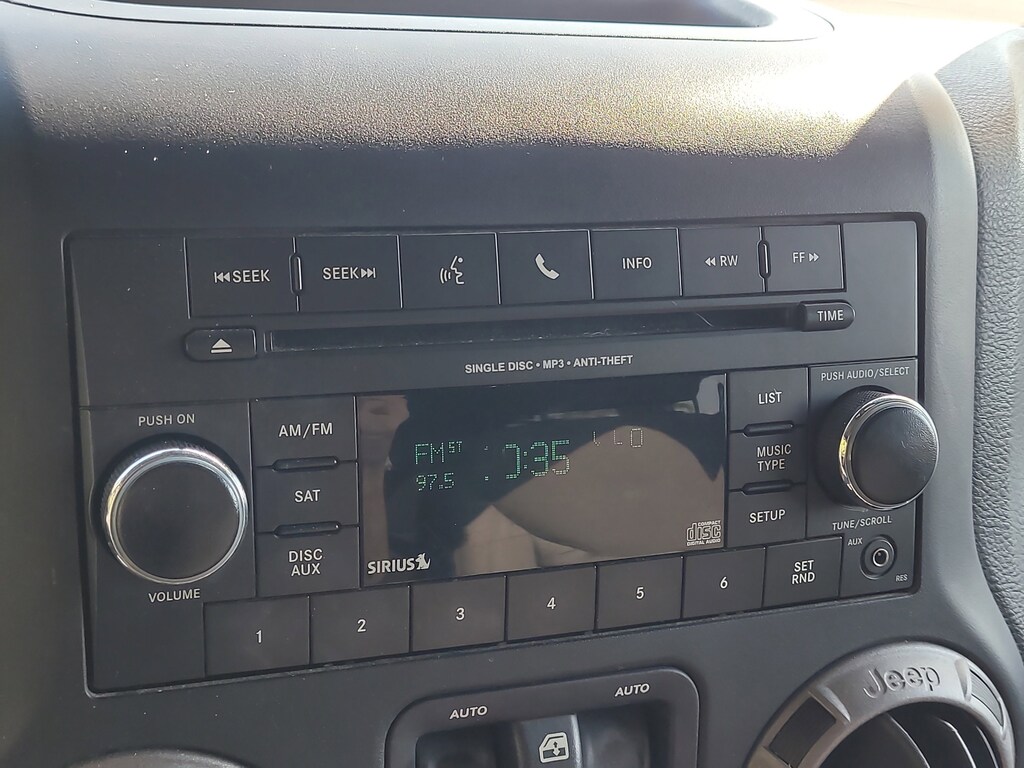 SEEK
SEEK
INFO
RW
FF
TIME
SINGLE DISC • MP3 • ANTI-THEFT
PUSH AUDIO/SELECT
PUSH ON
AM/FM
LIST
FM ST
:35
97.5
MUSIC
TYPE
SAT
SETUP
TUNE/SCROLL
COMPACT
disc
DIGITAL AUDIO
DISC
AUX
SIRIUS
VOLUME
AUX
RES
1
2
3
4
5
6
SET
RND
AUTO
AUTO
Jeep